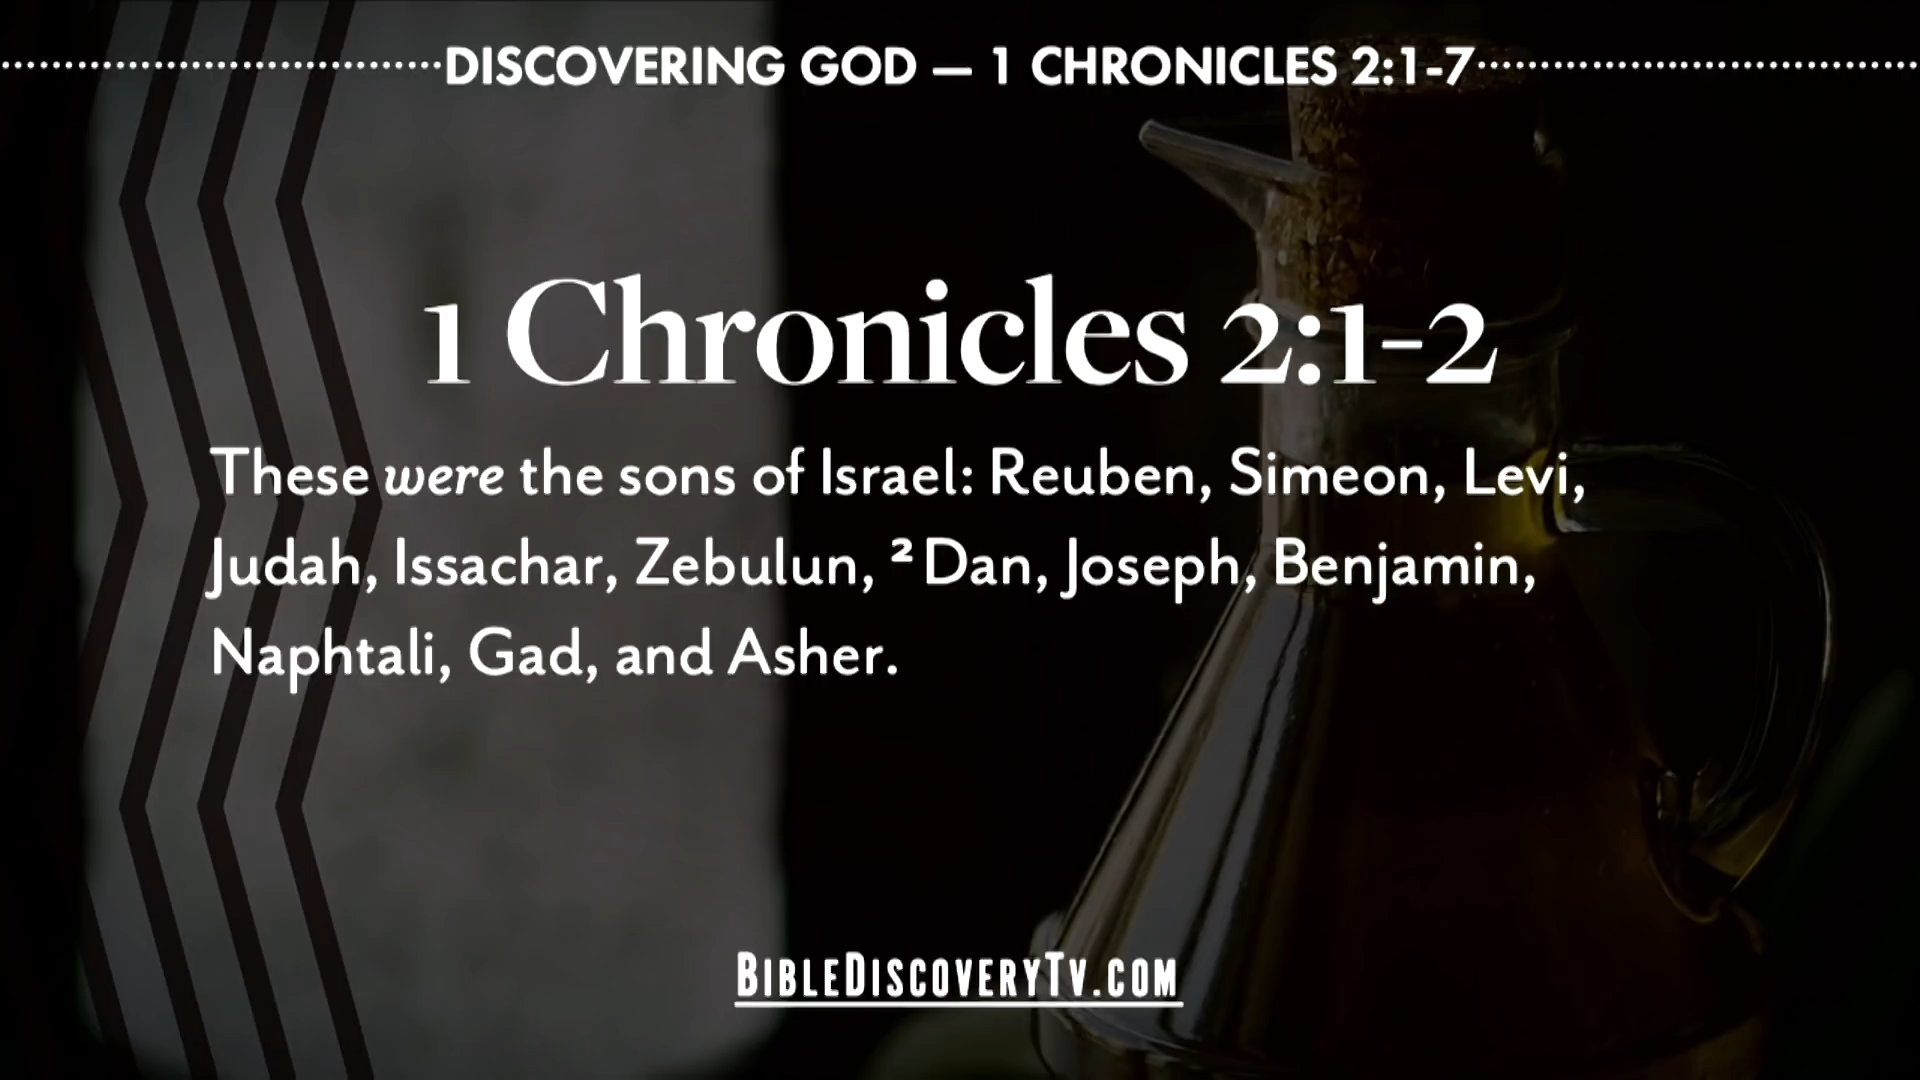 DISCOVERING GOD — 1 CHRONICLES 2:1-7
1 Chronicles 2:1-2
These were the sons of Israel: Reuben, Simeon, Levi,
Judah, Issachar, Zebulun, ² Dan, Joseph, Benjamin,
Naphtali, Gad, and Asher.
BIBLEDISCOVERYTV.COM